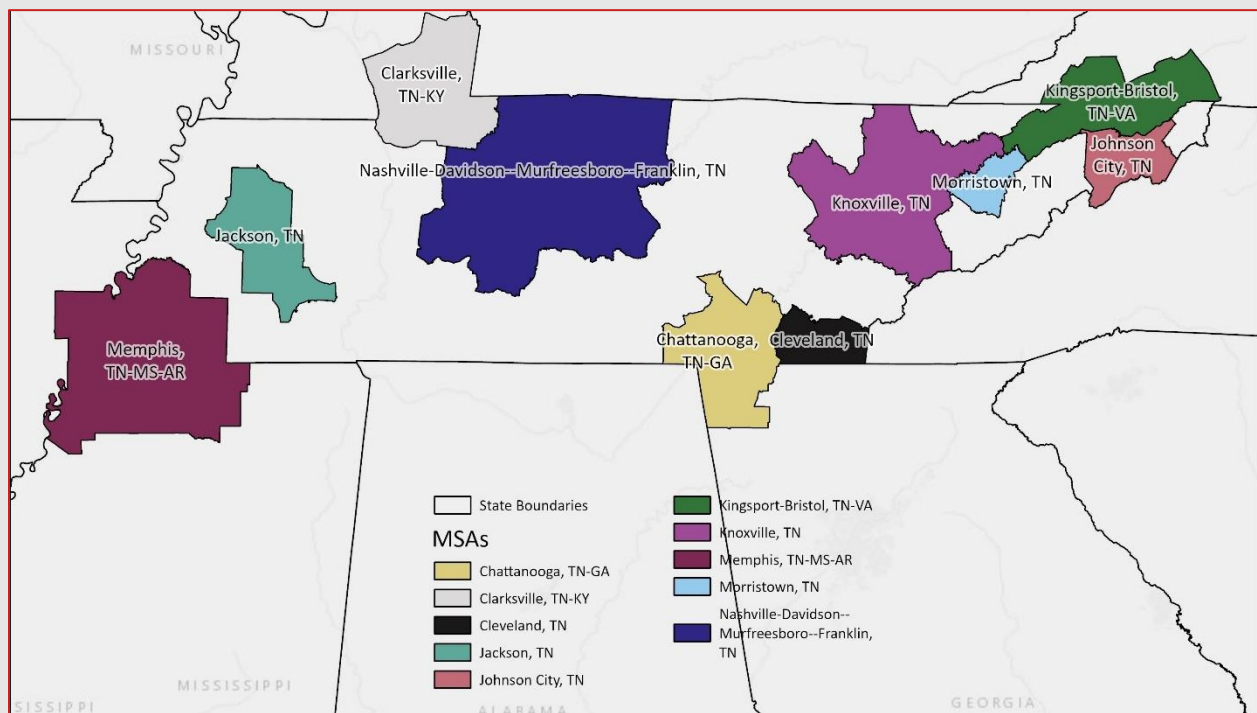 MISSOURI
Clarksville,
TN-KY
Kingsport-Bristol,
TN-VA
Johnson
City, TN
Nashville-Davidson--Murfreesboro--Franklin, TN
Morristown, TN
Knoxville, TN
Jackson, TN
Memphis,
TN-MS-AR
Chattanooga,
TN-GA
Cleveland, TN
State Boundaries
MSAs
Chattanooga, TN-GA
Clarksville, TN-KY
Cleveland, TN
Jackson, TN
Johnson City, TN
Kingsport-Bristol, TN-VA
Knoxville, TN
Memphis, TN-MS-AR
Morristown, TN
Nashville-Davidson--
Murfreesboro--Franklin,
TN
MISSISSIPPI
SISSIPPI
ALABAMA
GEORGIA